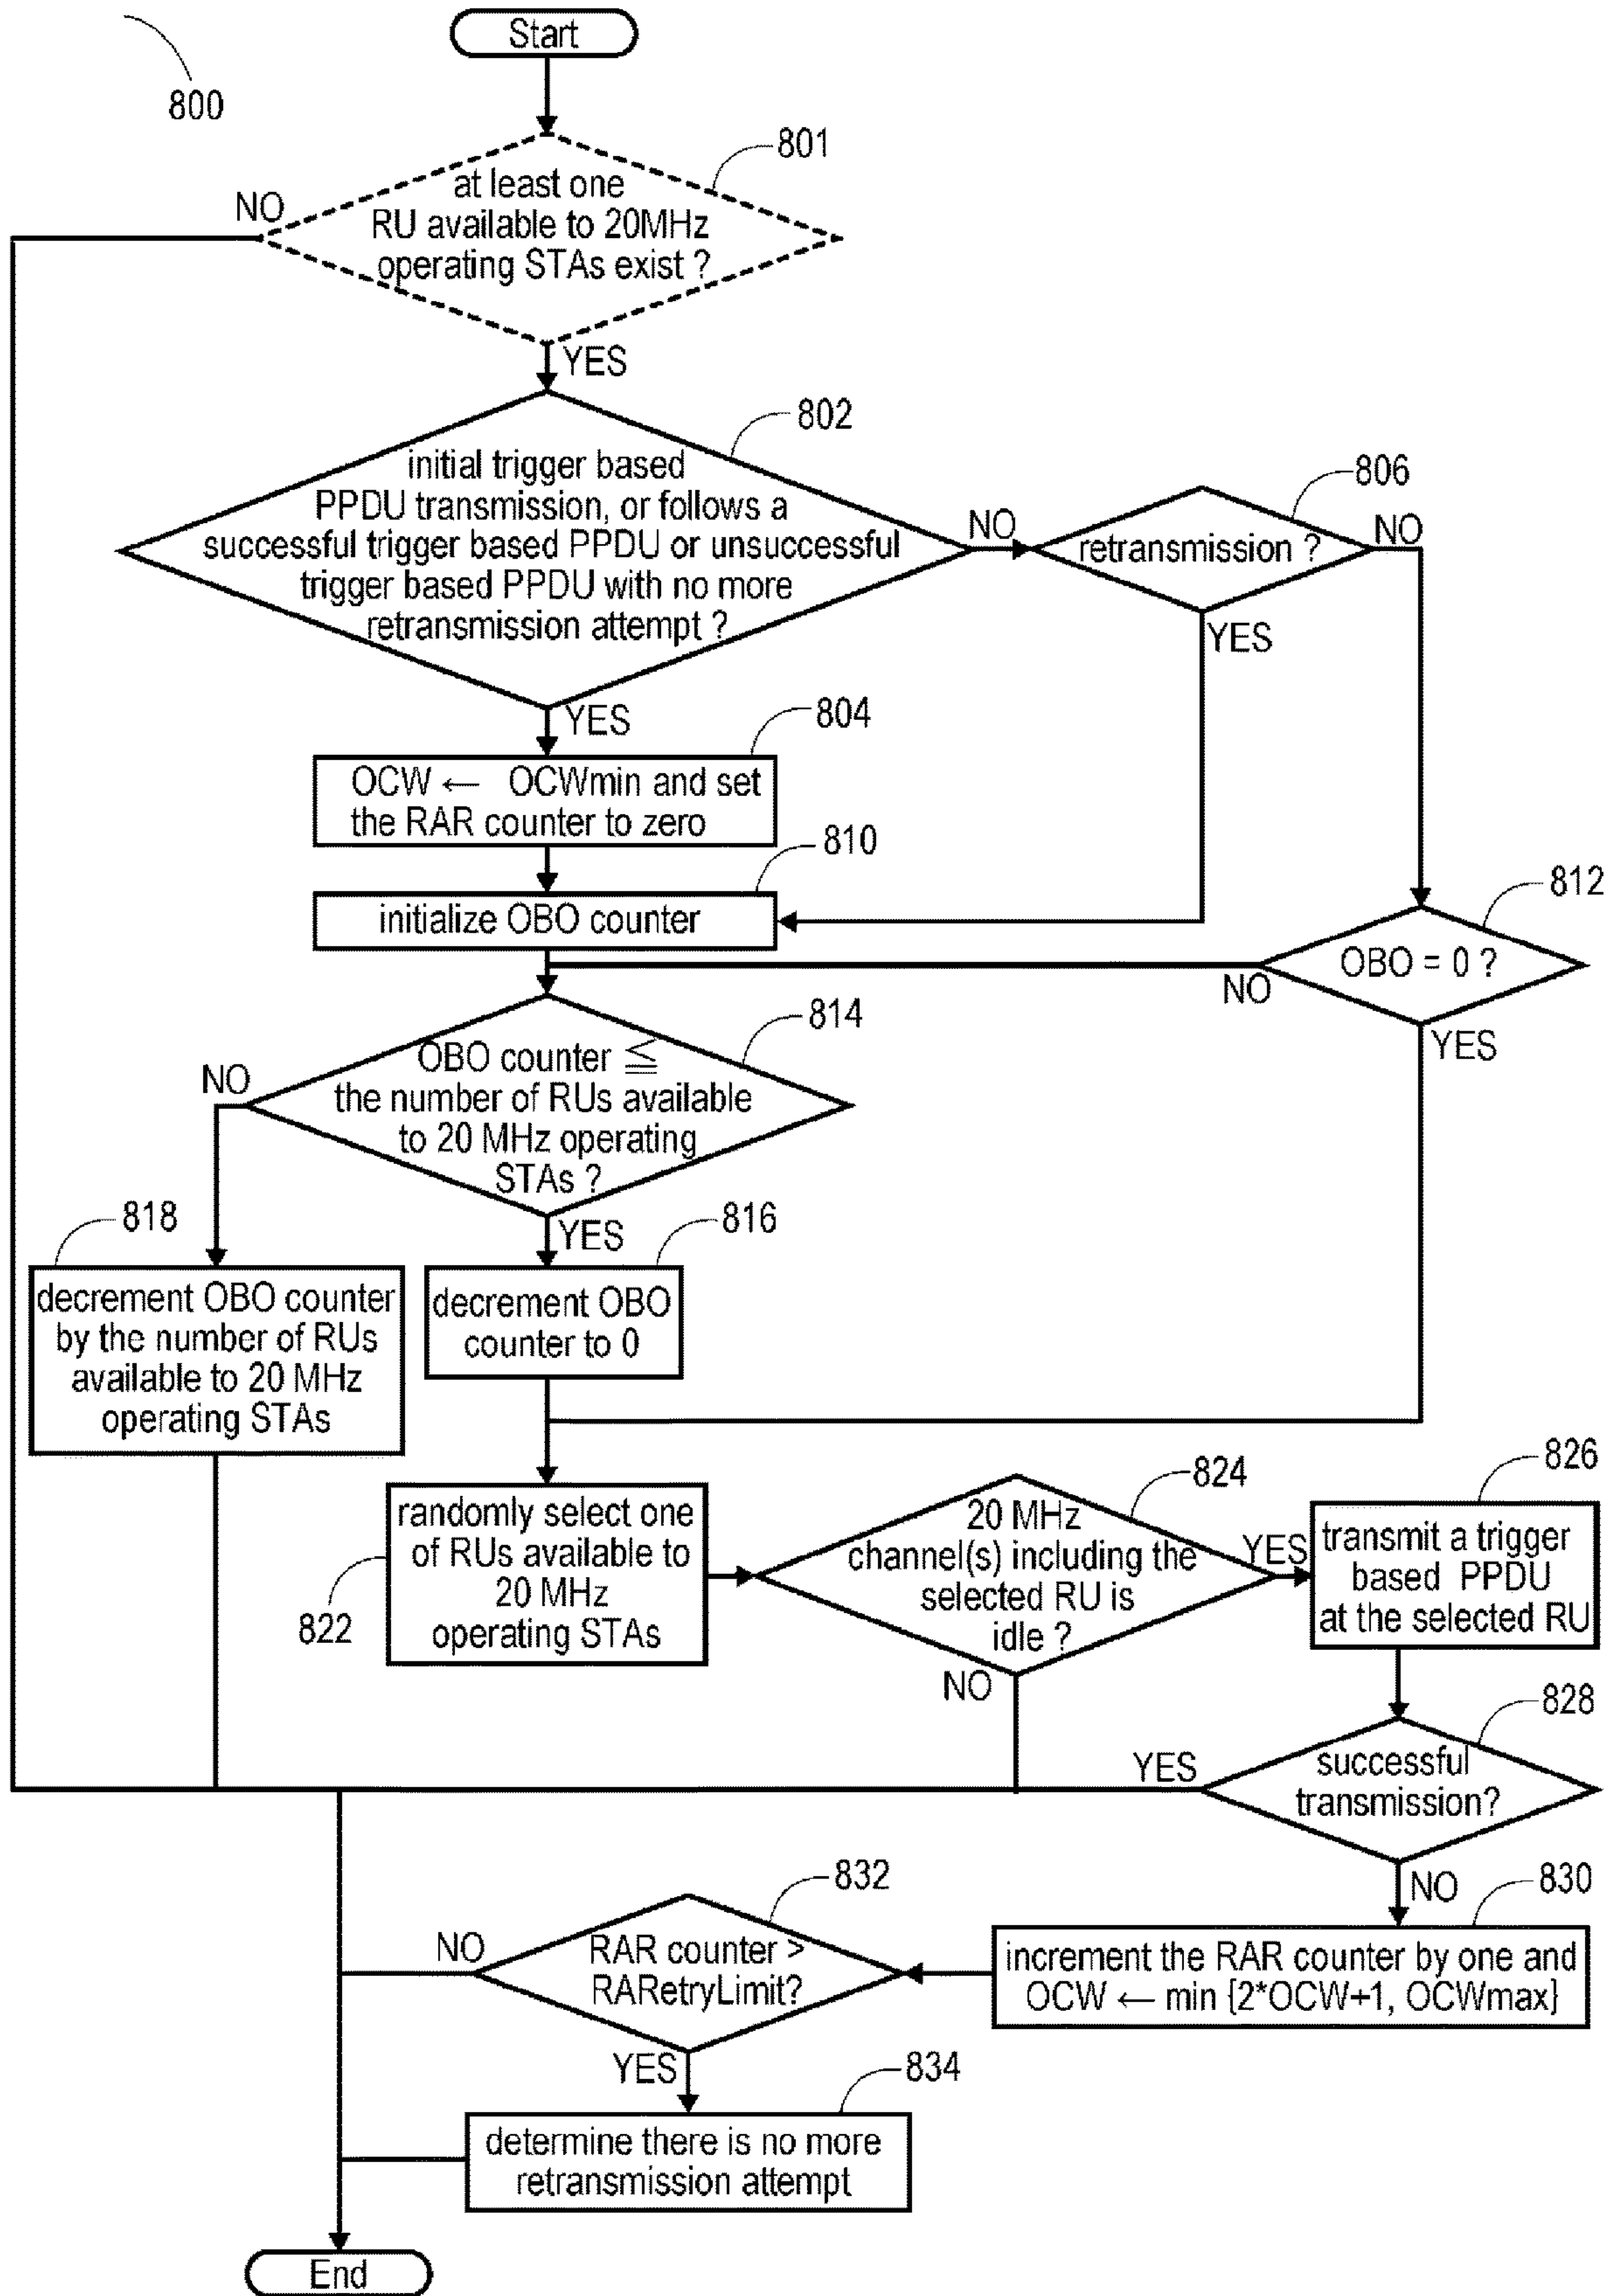 Start
800
801
at least one
RU available to 20MHz
operating STAs exist ?
NO
YES
802
initial trigger based
PPDU transmission, or follows a
successful trigger based PPDU or unsuccessful
trigger based PPDU with no more
retransmission attempt ?
NO
YES
806
retransmission ?
NO
YES
804
OCW ← OCWmin and set
the RAR counter to zero
810
initialize OBO counter
812
OBO = 0 ?
NO
YES
814
OBO counter ≦
the number of RUs available
to 20 MHz operating
STAs ?
NO
YES
818
decrement OBO counter
by the number of RUs
available to 20 MHz
operating STAs
816
decrement OBO
counter to 0
822
randomly select one
of RUs available to
20 MHz
operating STAs
824
20 MHz
channel(s) including the
selected RU is
idle ?
YES
NO
826
transmit a trigger
based PPDU
at the selected RU
828
successful
transmission?
YES
NO
830
increment the RAR counter by one and
OCW ← min {2*OCW+1, OCWmax}
832
RAR counter >
RARetryLimit?
NO
YES
834
determine there is no more
retransmission attempt
End